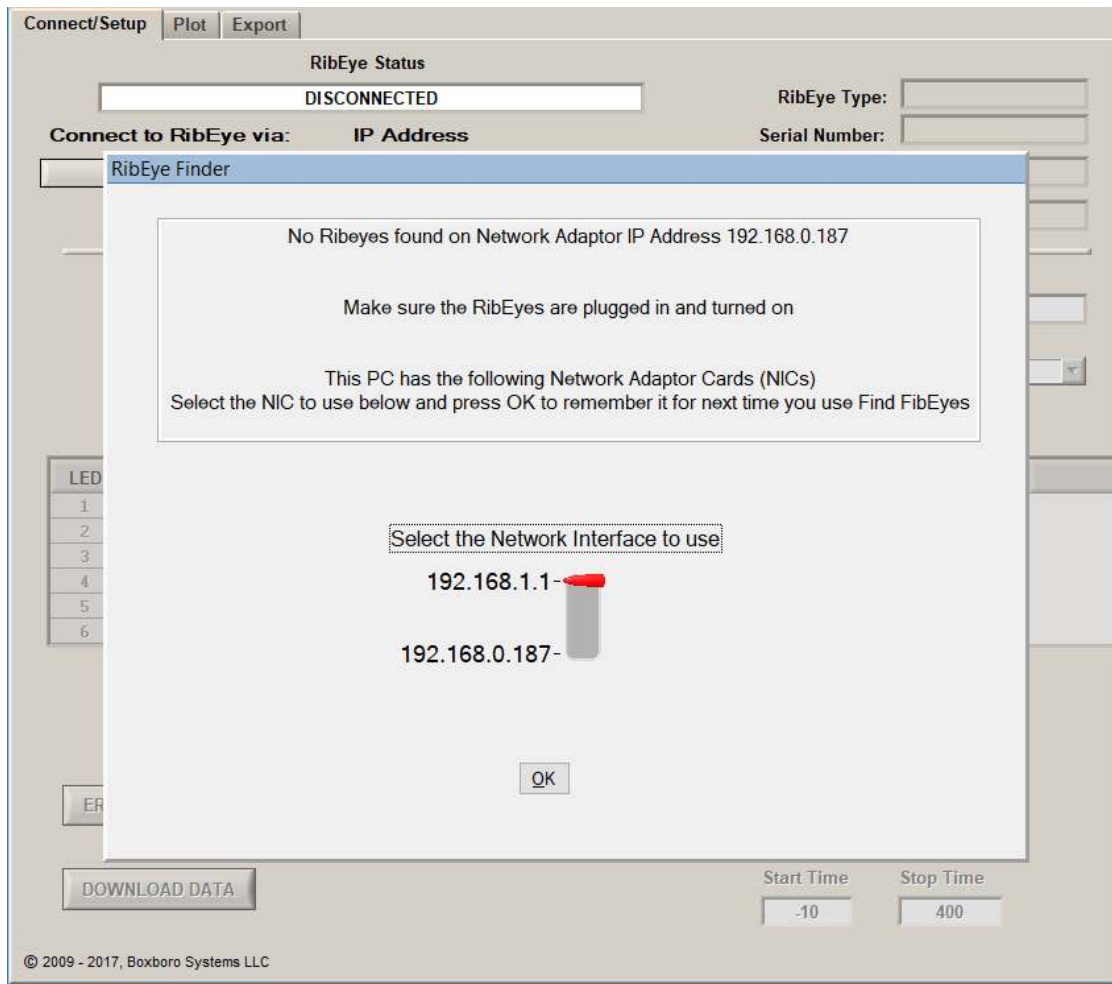 Connect/Setup Plot Export
RibEye Status
DISCONNECTED
RibEye Type:
Connect to RibEye via: IP Address
Serial Number:
RibEye Finder
No Ribeyes found on Network Adaptor IP Address 192.168.0.187
Make sure the RibEyes are plugged in and turned on
This PC has the following Network Adaptor Cards (NICs)
Select the NIC to use below and press OK to remember it for next time you use Find FibEyes
LED
1
2
3
4
5
6
Select the Network Interface to use
192.168.1.1-
192.168.0.187-
OK
ER
DOWNLOAD DATA
Start Time Stop Time
-10 400
© 2009 - 2017, Boxboro Systems LLC